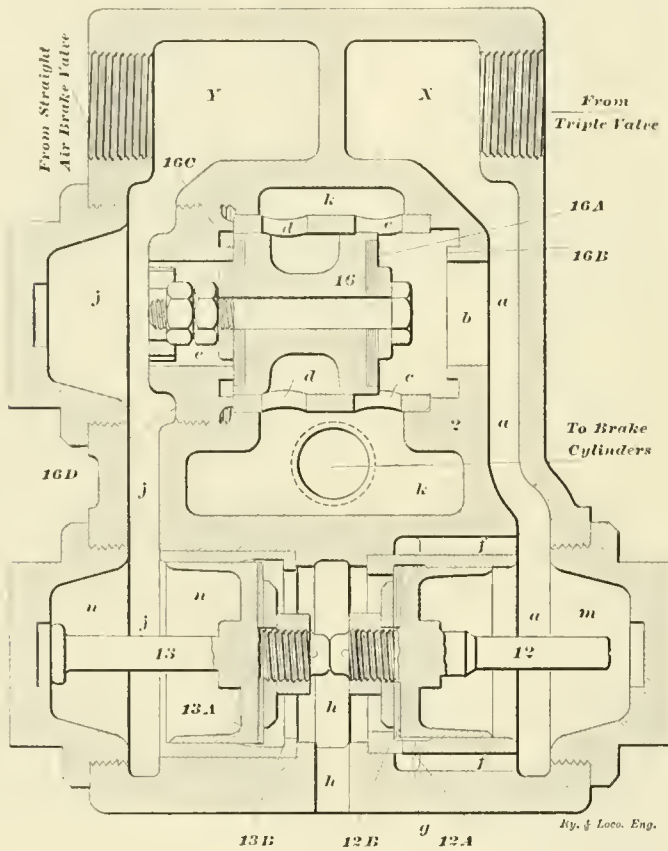 From Straight
Air Brake Valve
Y
X
From
Triple Valve
16C
k
16A
d
c
16B
16
j
a
b
e
d
c
a
2
To Brake
Cylinders
16D
j
k
f
n
n
j
a
m
13
12
13A
h
h
f
g
13B
12B
12A
Ry. & Loco. Eng.